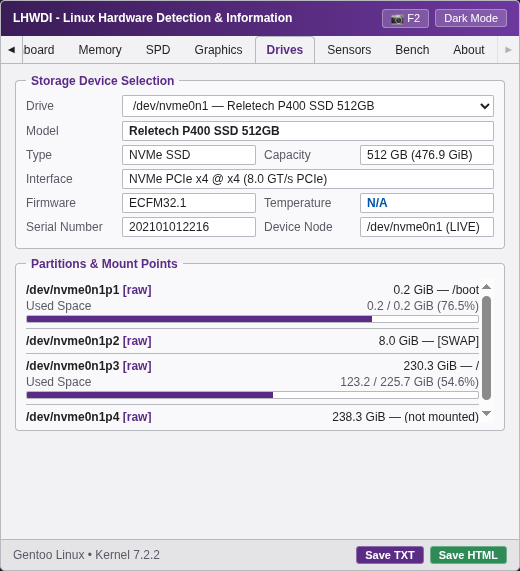 LHWDI - Linux Hardware Detection & Information
📷 F2
Dark Mode
◄
board
Memory
SPD
Graphics
Drives
Sensors
Bench
About
►
Storage Device Selection
Drive
/dev/nvme0n1 — Reletech P400 SSD 512GB
Model
Reletech P400 SSD 512GB
Type
NVMe SSD
Capacity
512 GB (476.9 GiB)
Interface
NVMe PCIe x4 @ x4 (8.0 GT/s PCIe)
Firmware
ECFM32.1
Temperature
N/A
Serial Number
202101012216
Device Node
/dev/nvme0n1 (LIVE)
Partitions & Mount Points
/dev/nvme0n1p1 [raw] 0.2 GiB — /boot
Used Space 0.2 / 0.2 GiB (76.5%)
/dev/nvme0n1p2 [raw] 8.0 GiB — [SWAP]
/dev/nvme0n1p3 [raw] 230.3 GiB — /
Used Space 123.2 / 225.7 GiB (54.6%)
/dev/nvme0n1p4 [raw] 238.3 GiB — (not mounted)
Gentoo Linux • Kernel 7.2.2
Save TXT
Save HTML